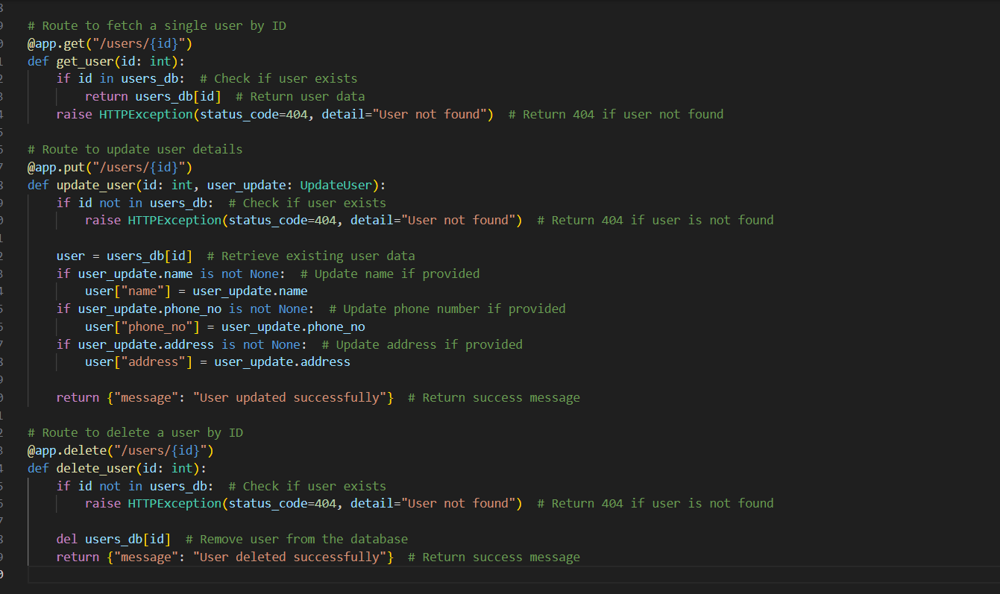 # Route to fetch a single user by ID
@app.get("/users/{id}")
def get_user(id: int):
    if id in users_db:  # Check if user exists
        return users_db[id]  # Return user data
    raise HTTPException(status_code=404, detail="User not found")  # Return 404 if user not found

# Route to update user details
@app.put("/users/{id}")
def update_user(id: int, user_update: UpdateUser):
    if id not in users_db:  # Check if user exists
        raise HTTPException(status_code=404, detail="User not found")  # Return 404 if user is not found

    user = users_db[id]  # Retrieve existing user data
    if user_update.name is not None:  # Update name if provided
        user["name"] = user_update.name
    if user_update.phone_no is not None:  # Update phone number if provided
        user["phone_no"] = user_update.phone_no
    if user_update.address is not None:  # Update address if provided
        user["address"] = user_update.address

    return {"message": "User updated successfully"}  # Return success message

# Route to delete a user by ID
@app.delete("/users/{id}")
def delete_user(id: int):
    if id not in users_db:  # Check if user exists
        raise HTTPException(status_code=404, detail="User not found")  # Return 404 if user is not found

    del users_db[id]  # Remove user from the database
    return {"message": "User deleted successfully"}  # Return success message